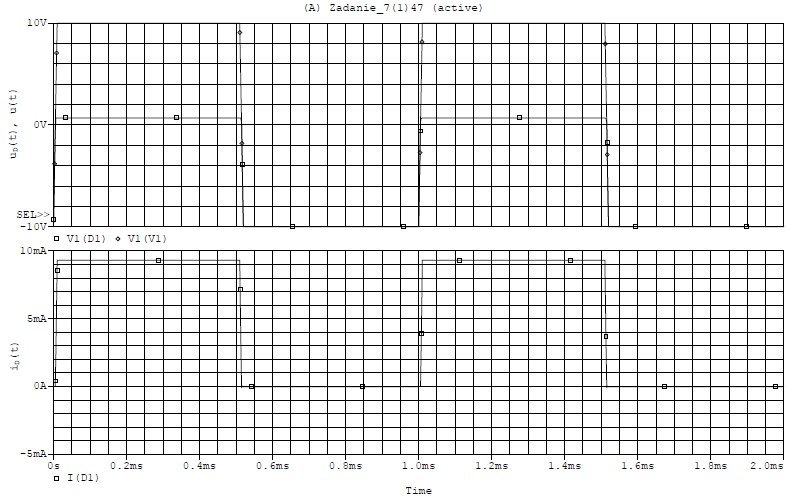 (A) Zadanie_7(1)47 (active)
10V
0V
SEL>>
-10V
u_D(t), u(t)
V1(D1) V1(V1)
10mA
5mA
0A
-5mA
i_D(t)
0s 0.2ms 0.4ms 0.6ms 0.8ms 1.0ms 1.2ms 1.4ms 1.6ms 1.8ms 2.0ms
I(D1)
Time